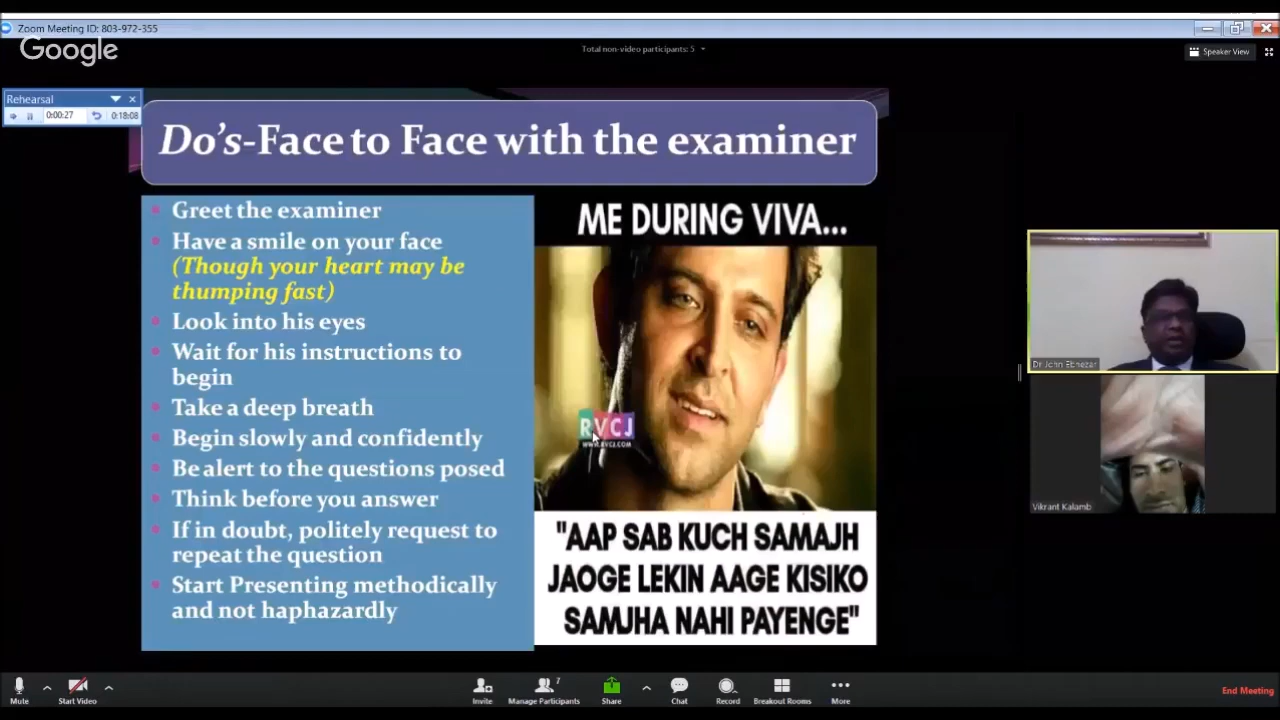 Zoom Meeting ID: 803-972-355
Google
Total non-video participants: 5
Speaker View
Rehearsal
0:00:27
0:18:08
Do's-Face to Face with the examiner
Greet the examiner
Have a smile on your face
(Though your heart may be
thumping fast)
Look into his eyes
Wait for his instructions to
begin
Take a deep breath
Begin slowly and confidently
Be alert to the questions posed
Think before you answer
If in doubt, politely request to
repeat the question
Start Presenting methodically
and not haphazardly
ME DURING VIVA...
RVCJ
WWW.RVCJ.COM
"AAP SAB KUCH SAMAJH
JAOGE LEKIN AAGE KISIKO
SAMJHA NAHI PAYENGE"
Dr John Ebnezar
Vikrant Kalamb
Mute
Start Video
Invite
7
Manage Participants
Share
Chat
Record
Breakout Rooms
More
End Meeting